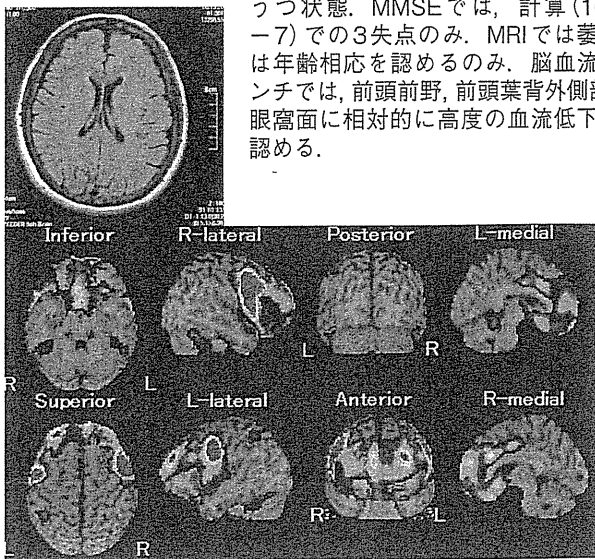 うつ状態．MMSEでは，計算(1
ー7)での3失点のみ．MRIでは萎
は年齢相応を認めるのみ．脳血流
ンチでは，前頭前野，前頭葉背外側
眼窩面に相対的に高度の血流低下
認める．
Inferior R-lateral Posterior L-medial
L R
R L
Superior L-lateral Anterior R-medial
R L
R